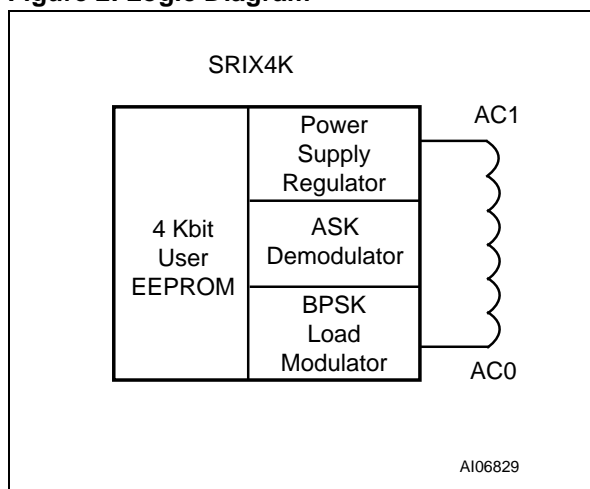 Figure 2. Logic Diagram
SRIX4K
AC1
Power
Supply
Regulator
4 Kbit
User
EEPROM
ASK
Demodulator
BPSK
Load
Modulator
AC0
AI06829